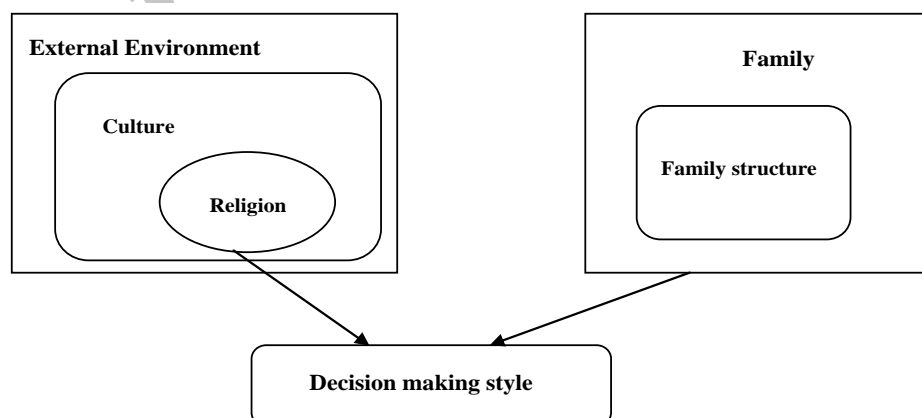 External Environment
Culture
Religion
Family
Family structure
Decision making style